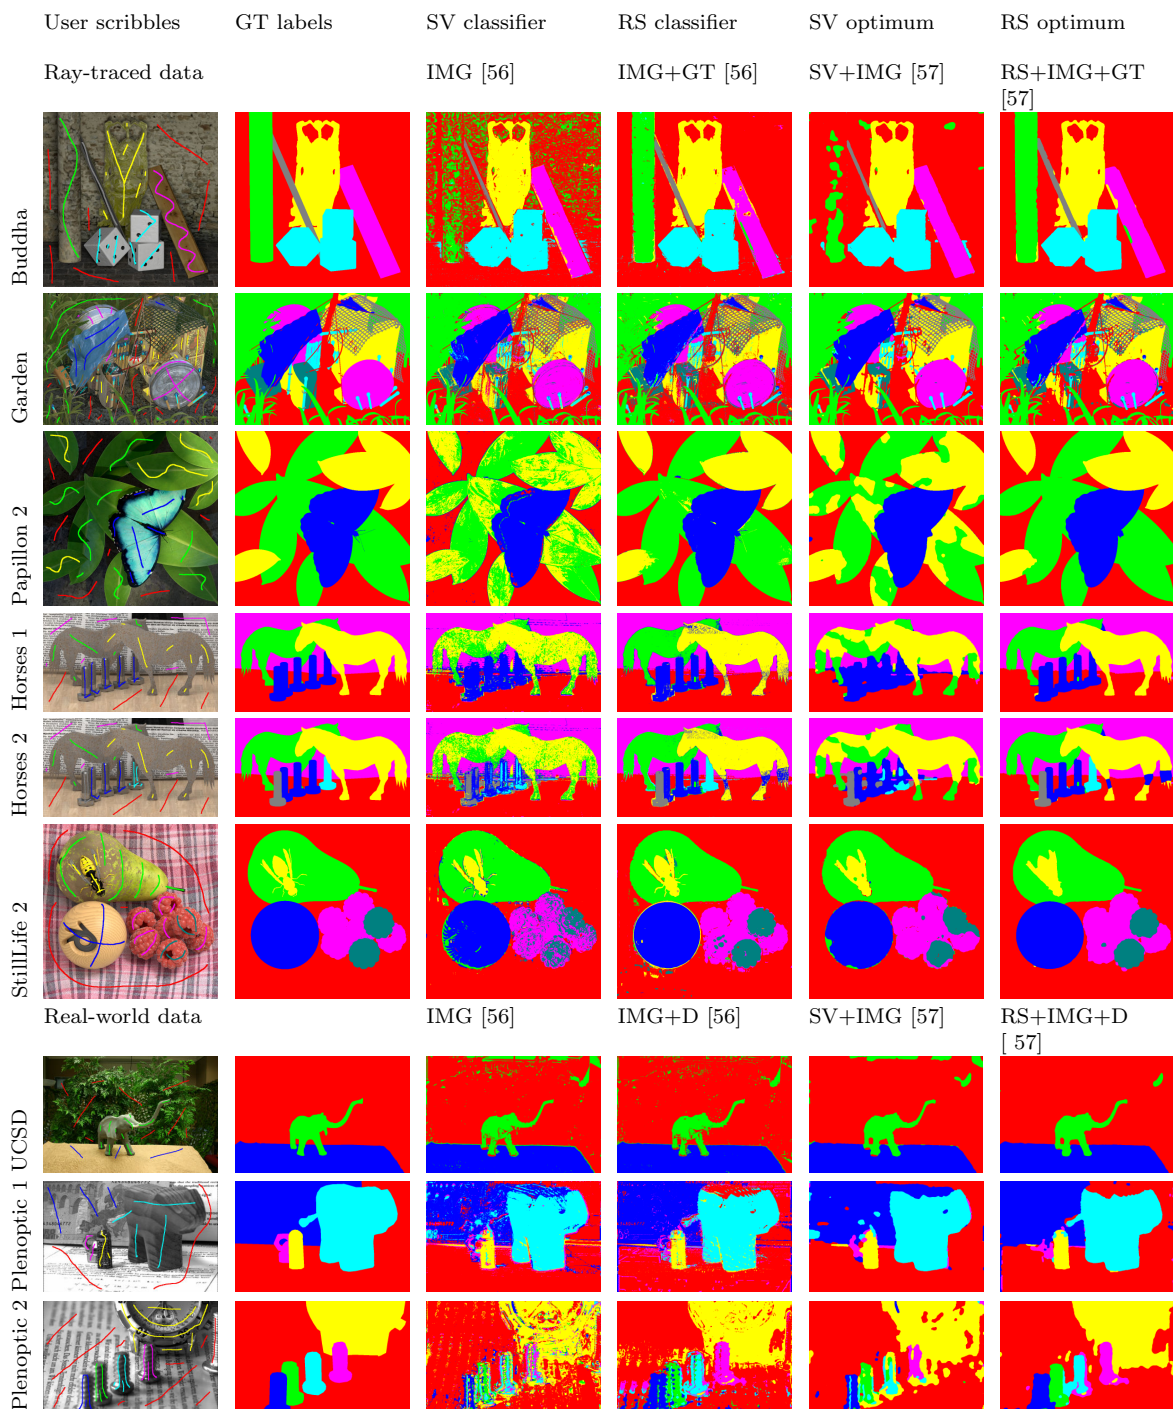 User scribbles GT labels SV classifier RS classifier SV optimum RS optimum
Ray-traced data IMG [56] IMG+GT [56] SV+IMG [57] RS+IMG+GT
[57]
Buddha
Garden
Papillon 2
Horses 1
Horses 2
StillLife 2
Real-world data IMG [56] IMG+D [56] SV+IMG [57] RS+IMG+D
[ 57]
UCSD
Plenoptic 1
Plenoptic 2